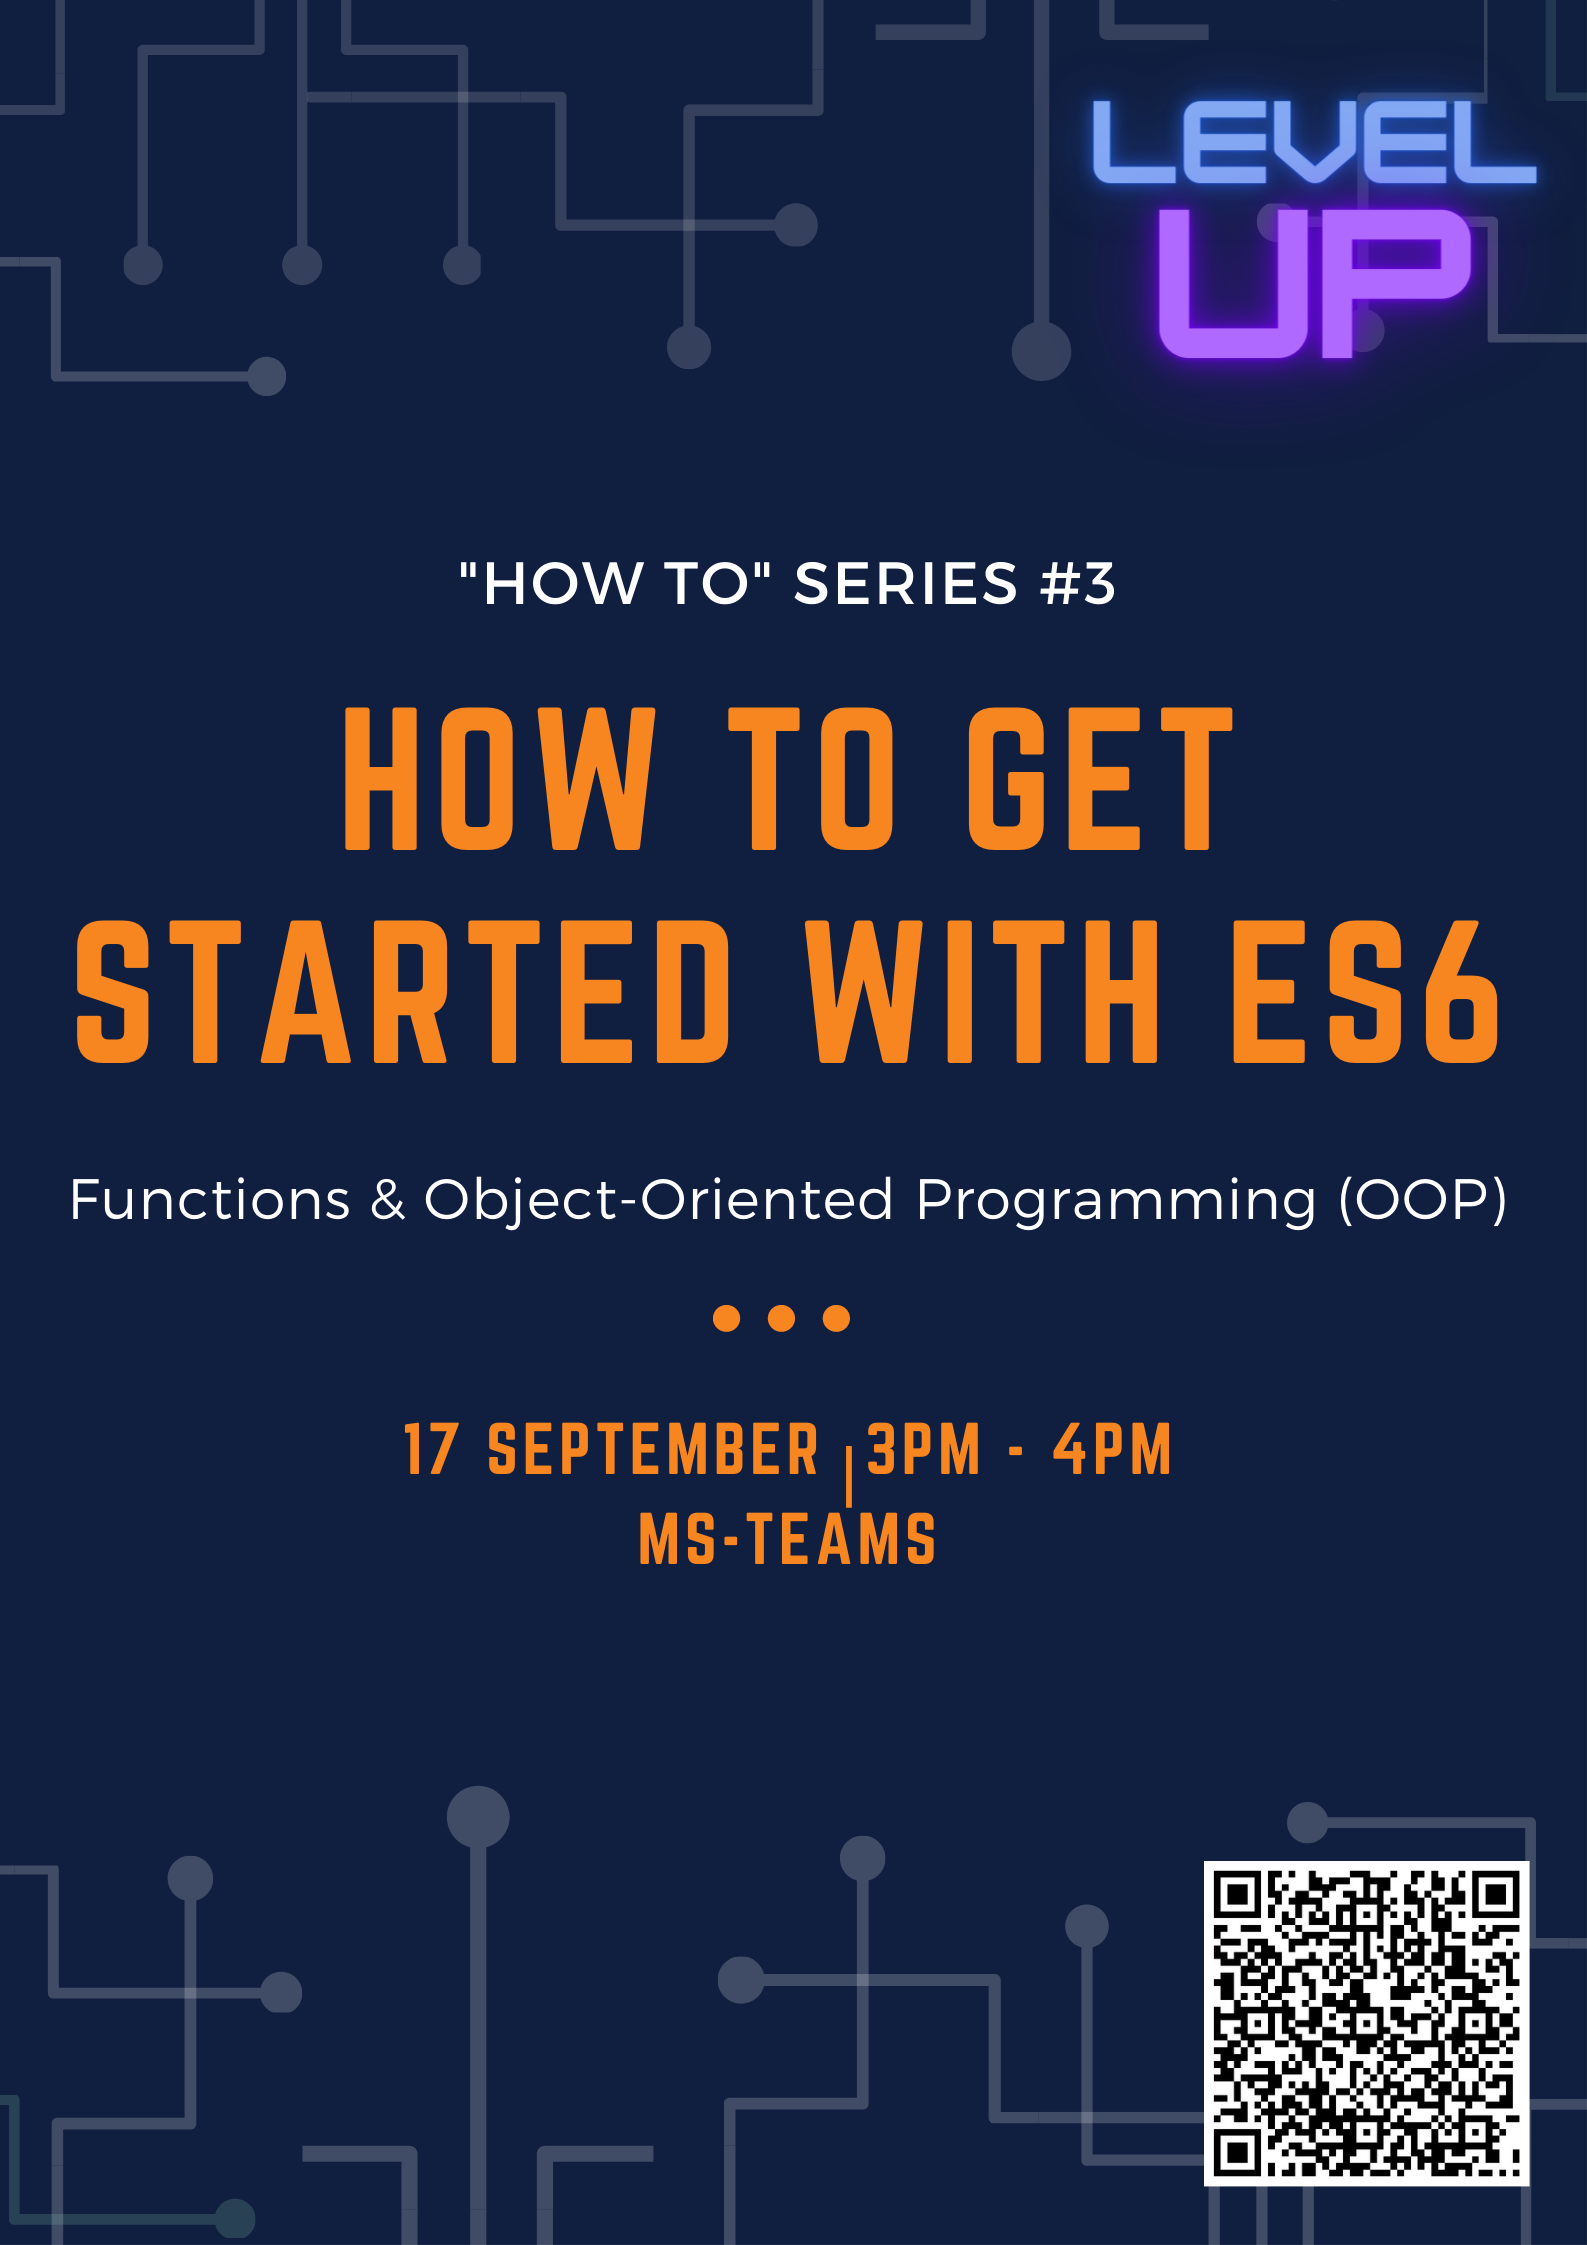 LEVEL
UP
"HOW TO" SERIES #3
HOW TO GET
STARTED WITH ES6
Functions & Object-Oriented Programming (OOP)
17 SEPTEMBER | 3PM - 4PM
MS-TEAMS